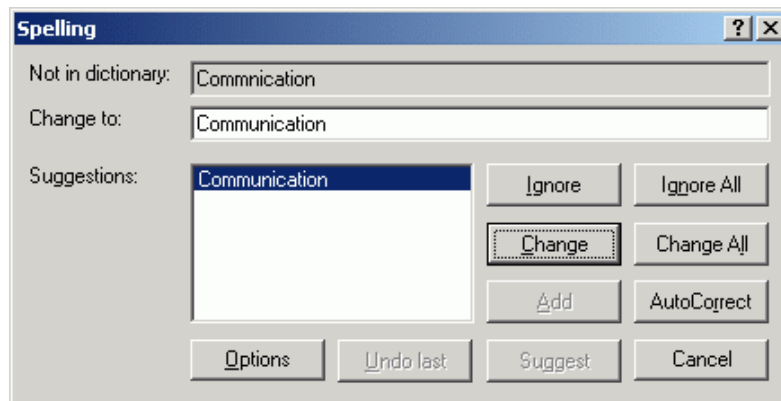 Spelling
Not in dictionary: Commnication
Change to: Communication
Suggestions: Communication
Ignore Ignore All
Change Change All
Add AutoCorrect
Options Undo last Suggest Cancel